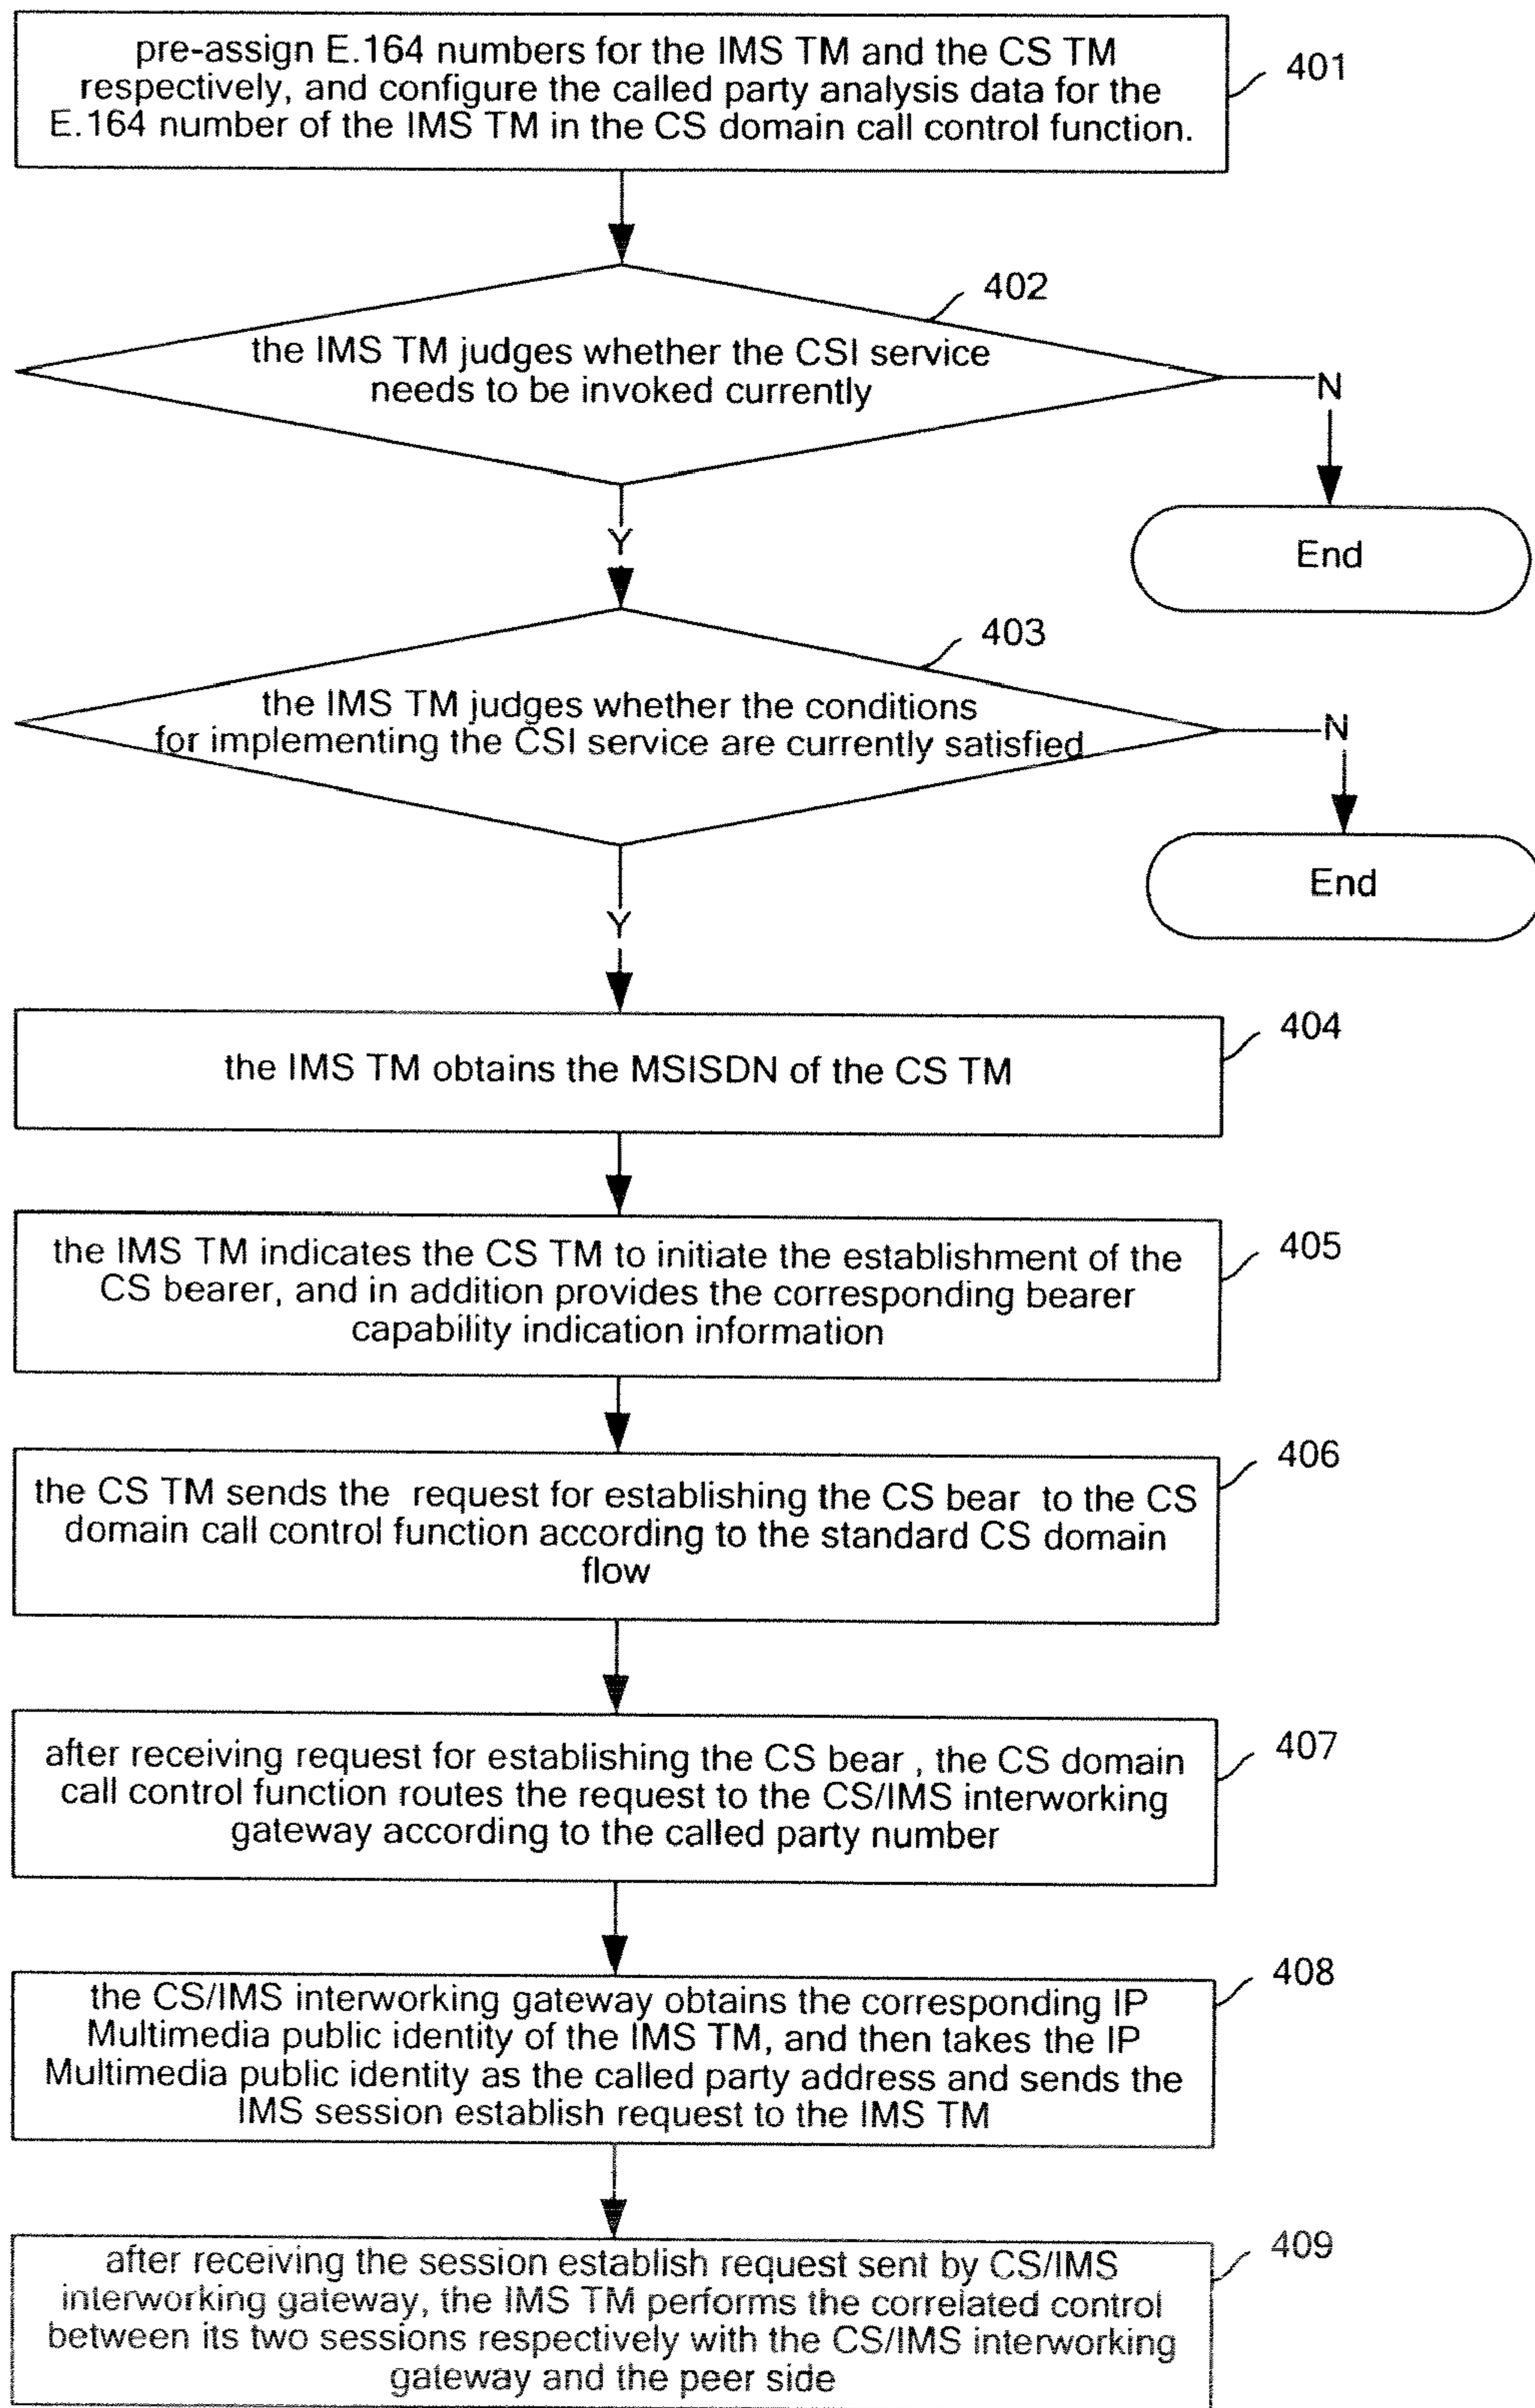 pre-assign E.164 numbers for the IMS TM and the CS TM
respectively, and configure the called party analysis data for the
E.164 number of the IMS TM in the CS domain call control function.
401
402
the IMS TM judges whether the CSI service
needs to be invoked currently
N
Y
End
403
the IMS TM judges whether the conditions
for implementing the CSI service are currently satisfied
N
Y
End
404
the IMS TM obtains the MSISDN of the CS TM
405
the IMS TM indicates the CS TM to initiate the establishment of the
CS bearer, and in addition provides the corresponding bearer
capability indication information
406
the CS TM sends the request for establishing the CS bear to the CS
domain call control function according to the standard CS domain
flow
407
after receiving request for establishing the CS bear , the CS domain
call control function routes the request to the CS/IMS interworking
gateway according to the called party number
408
the CS/IMS interworking gateway obtains the corresponding IP
Multimedia public identity of the IMS TM, and then takes the IP
Multimedia public identity as the called party address and sends the
IMS session establish request to the IMS TM
409
after receiving the session establish request sent by CS/IMS
interworking gateway, the IMS TM performs the correlated control
between its two sessions respectively with the CS/IMS interworking
gateway and the peer side